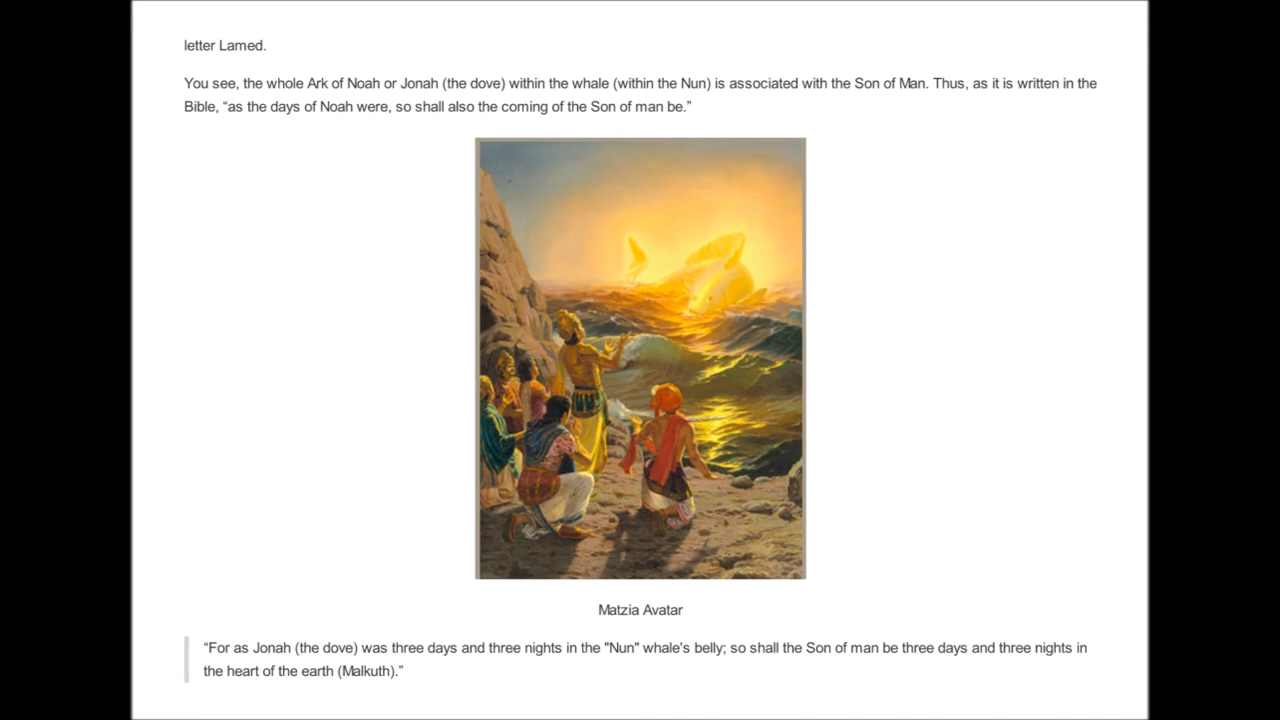 letter Lamed.
You see, the whole Ark of Noah or Jonah (the dove) within the whale (within the Nun) is associated with the Son of Man. Thus, as it is written in the
Bible, “as the days of Noah were, so shall also the coming of the Son of man be.”
Matzia Avatar
“For as Jonah (the dove) was three days and three nights in the "Nun" whale's belly; so shall the Son of man be three days and three nights in
the heart of the earth (Malkuth).”